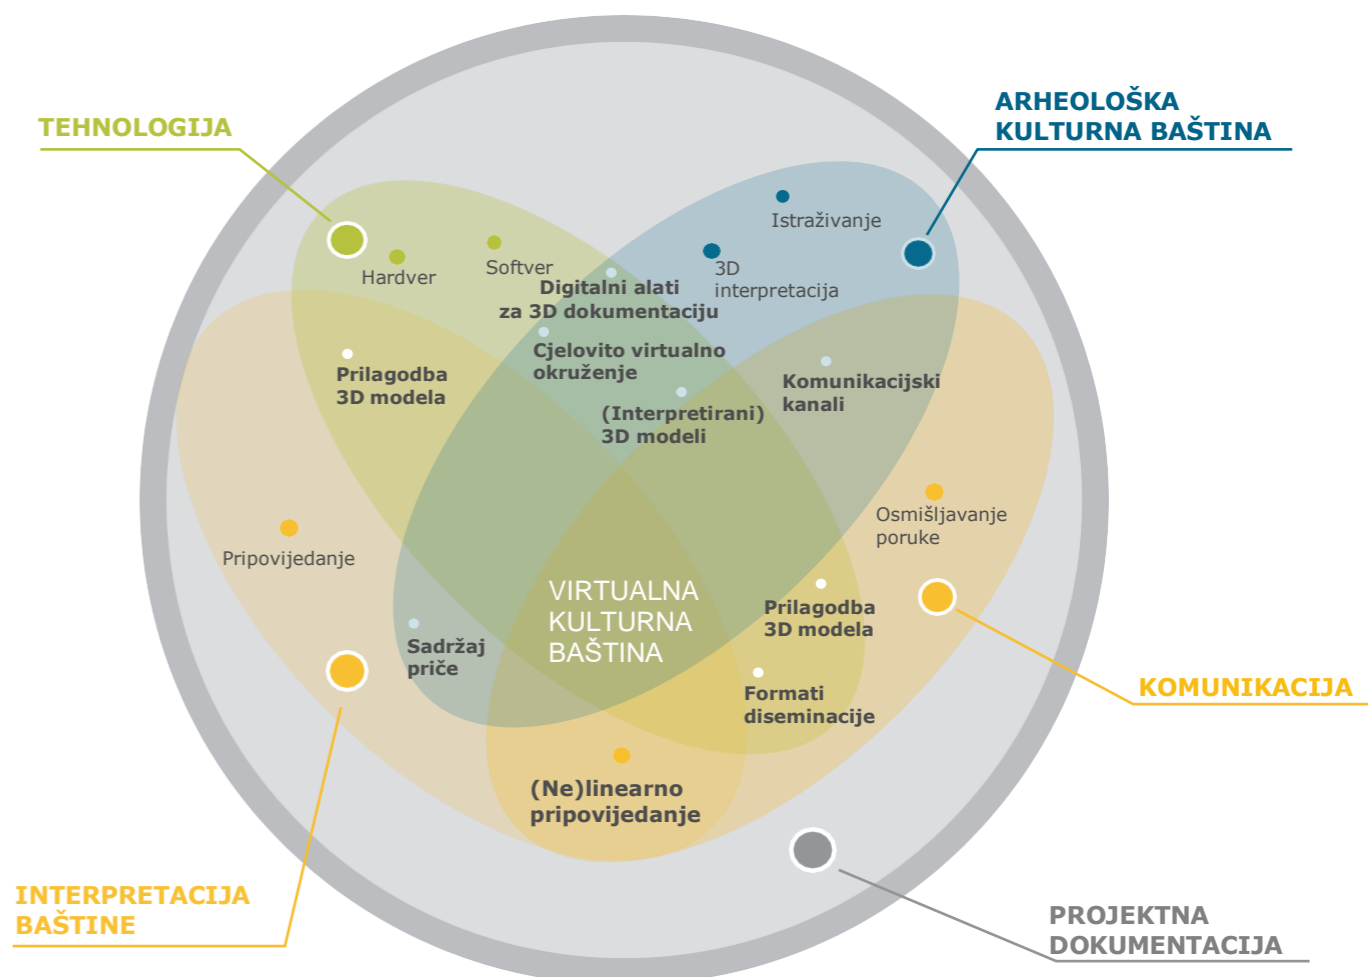 ARHEOLOŠKA
KULTURNA BAŠTINA
TEHNOLOGIJA
Istraživanje
Hardver
Softver
3D
interpretacija
Digitalni alati
za 3D dokumentaciju
Cjelovito virtualno
okruženje
Prilagodba
3D modela
Komunikacijski
kanali
(Interpretirani)
3D modeli
Osmišljavanje
poruke
Pripovijedanje
VIRTUALNA
KULTURNA
BAŠTINA
Prilagodba
3D modela
Sadržaj
priče
KOMUNIKACIJA
Formati
diseminacije
(Ne)linearno
pripovijedanje
INTERPRETACIJA
BAŠTINE
PROJEKTNA
DOKUMENTACIJA